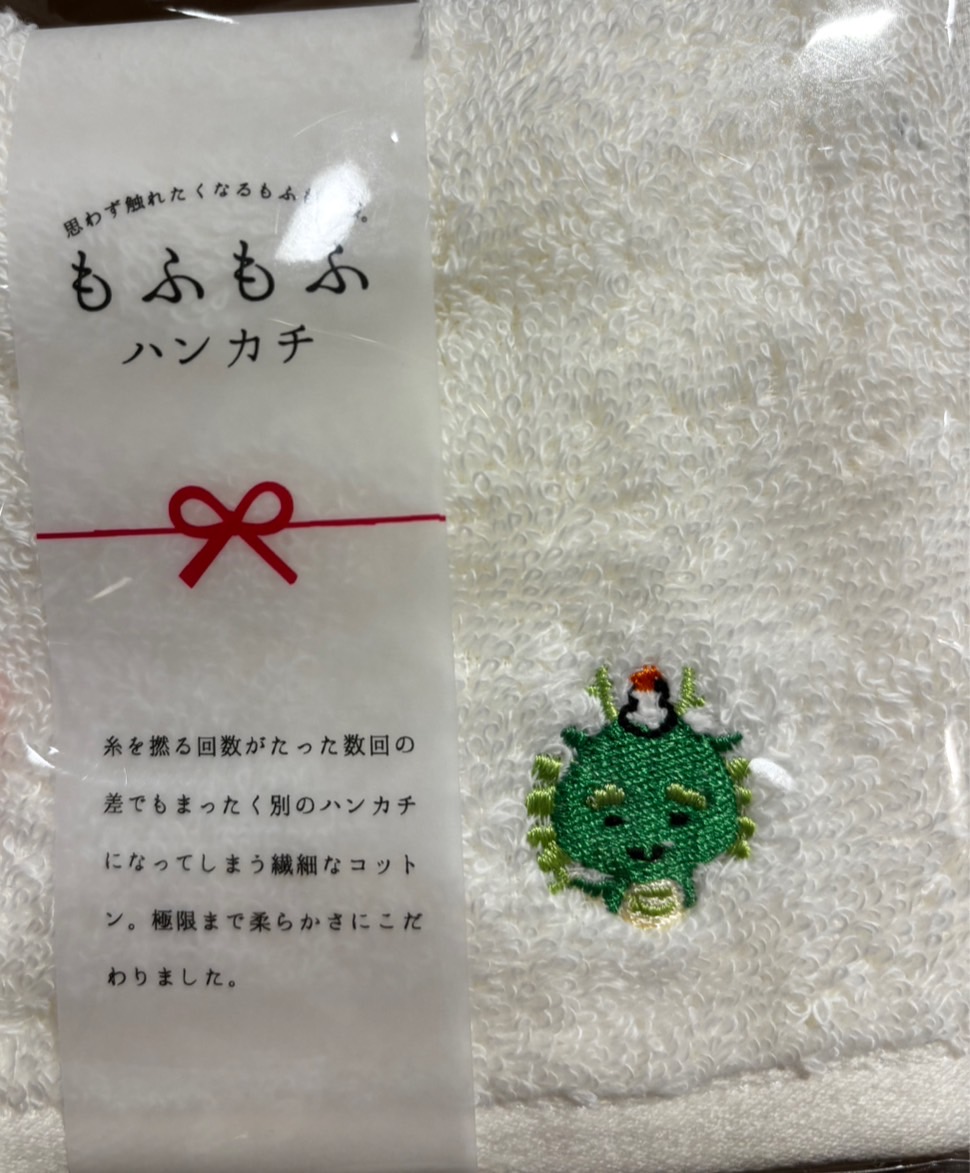 思わず触れたくなるもふ
もふもふ
ハンカチ
糸を撚る回数がたった数回の
差でもまったく別のハンカチ
になってしまう繊細なコット
ン。極限まで柔らかさにこだ
わりました。